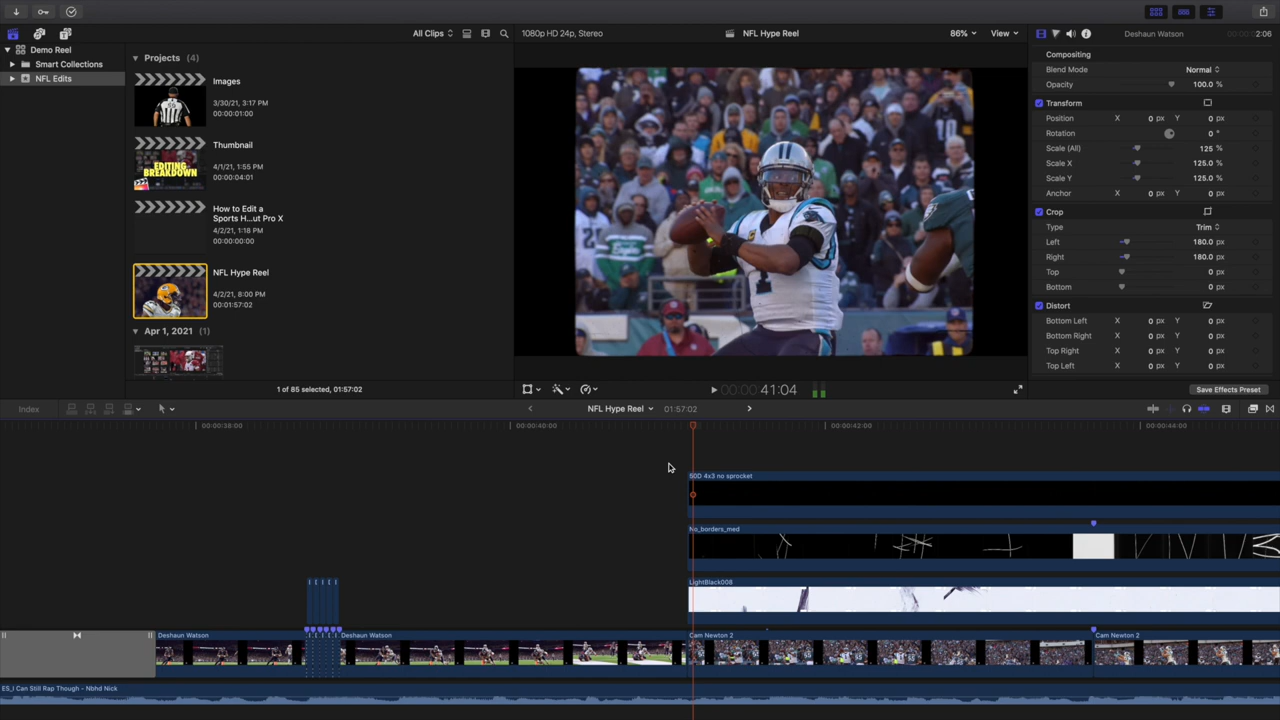 All Clips
1080p HD 24p, Stereo
NFL Hype Reel
86%
View
Deshaun Watson
2:06
Demo Reel
Smart Collections
NFL Edits
Projects (4)
Images
3/30/21, 3:17 PM
00:00:01:00
Thumbnail
4/1/21, 1:55 PM
00:00:04:01
EDITING
BREAKDOWN
How to Edit a
Sports H...ut Pro X
4/2/21, 1:18 PM
00:00:00:00
NFL Hype Reel
4/2/21, 8:00 PM
00:01:57:02
Apr 1, 2021 (1)
1 of 85 selected, 01:57:02
00:00:00 41:04
Compositing
Blend Mode Normal
Opacity 100.0 %
Transform
Position X 0 px Y 0 px
Rotation 0 °
Scale (All) 125 %
Scale X 125.0 %
Scale Y 125.0 %
Anchor X 0 px Y 0 px
Crop
Type Trim
Left 180.0 px
Right 180.0 px
Top 0 px
Bottom 0 px
Distort
Bottom Left X 0 px Y 0 px
Bottom Right X 0 px Y 0 px
Top Right X 0 px Y 0 px
Top Left X 0 px Y 0 px
Save Effects Preset
Index
NFL Hype Reel
01:57:02
00:00:38:00
00:00:40:00
00:00:42:00
00:00:44:00
50D 4x3 no sprocket
No_borders_med
LightBlack008
Deshaun Watson
Deshaun Watson
Cam Newton 2
Cam Newton 2
ES_I Can Still Rap Though - Nbhd Nick